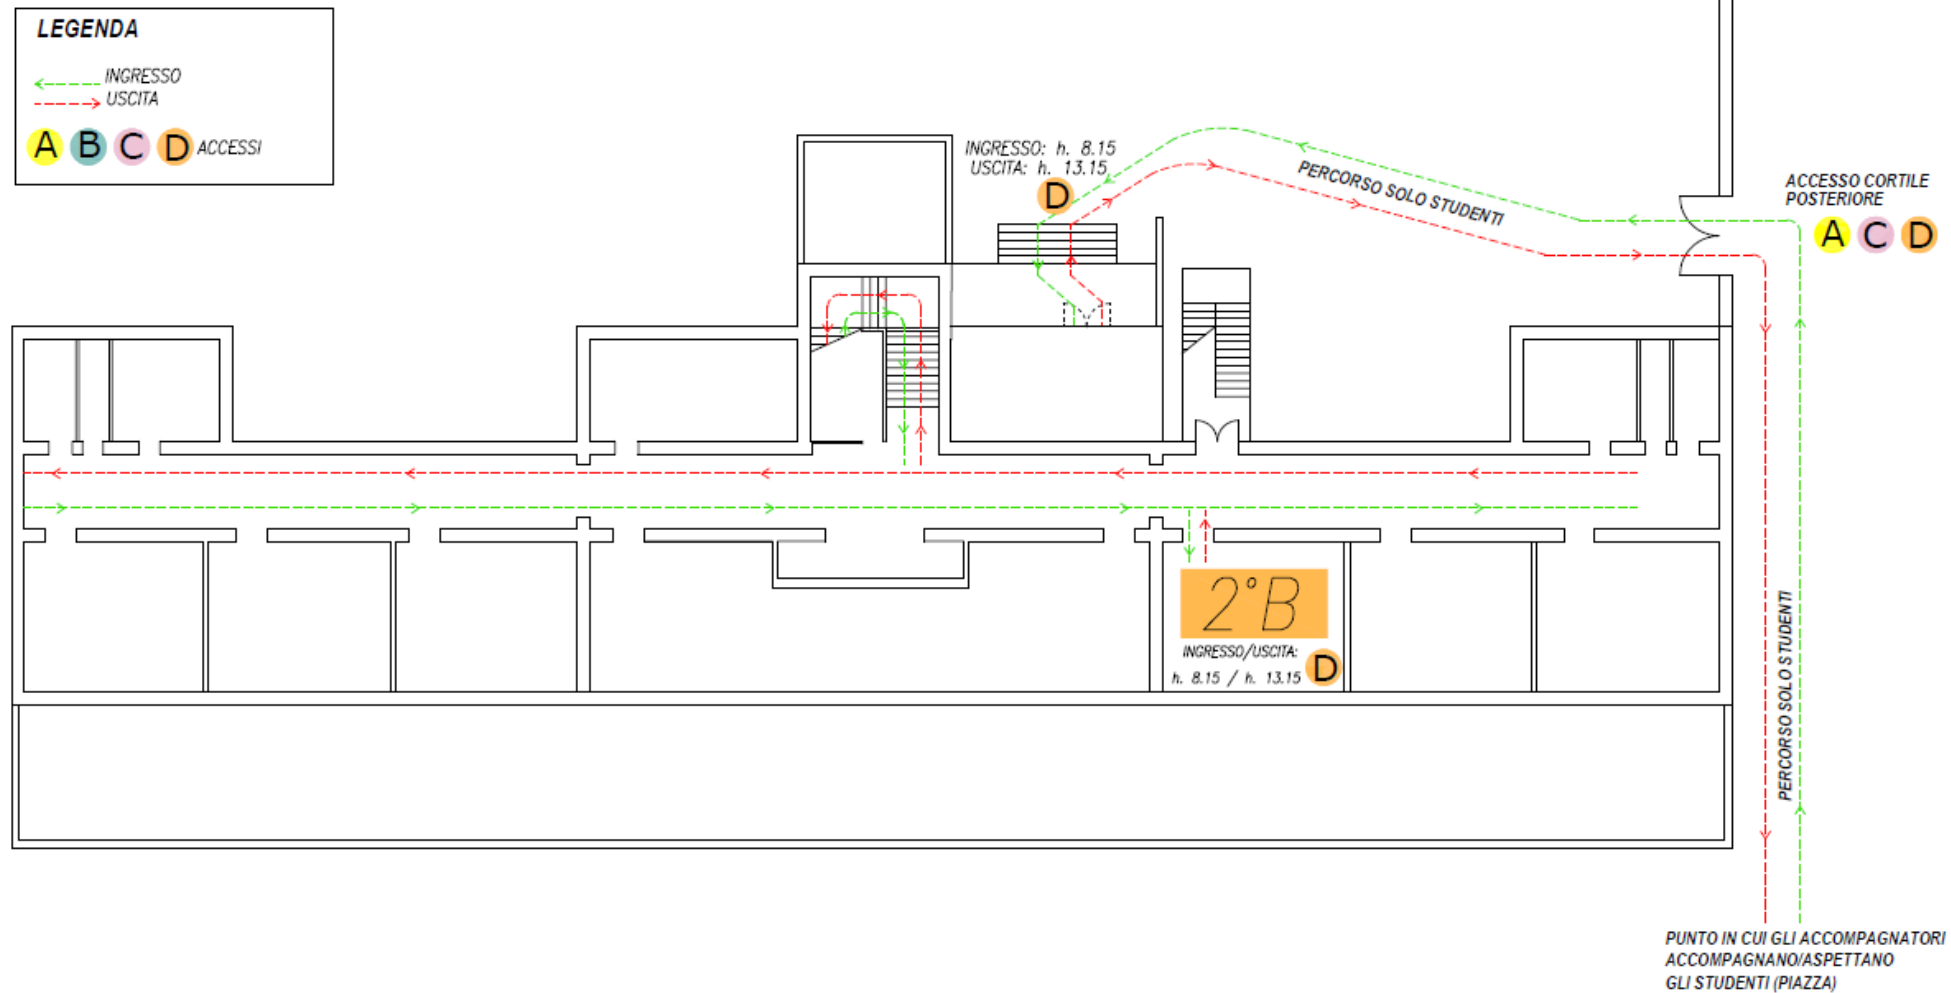 LEGENDA
INGRESSO
USCITA
A B C D ACCESSI
INGRESSO: h. 8.15
USCITA: h. 13.15
D
PERCORSO SOLO STUDENTI
ACCESSO CORTILE
POSTERIORE
A C D
2°B
INGRESSO/USCITA:
h. 8.15 / h. 13.15 D
PERCORSO SOLO STUDENTI
PUNTO IN CUI GLI ACCOMPAGNATORI
ACCOMPAGNANO/ASPETTANO
GLI STUDENTI (PIAZZA)